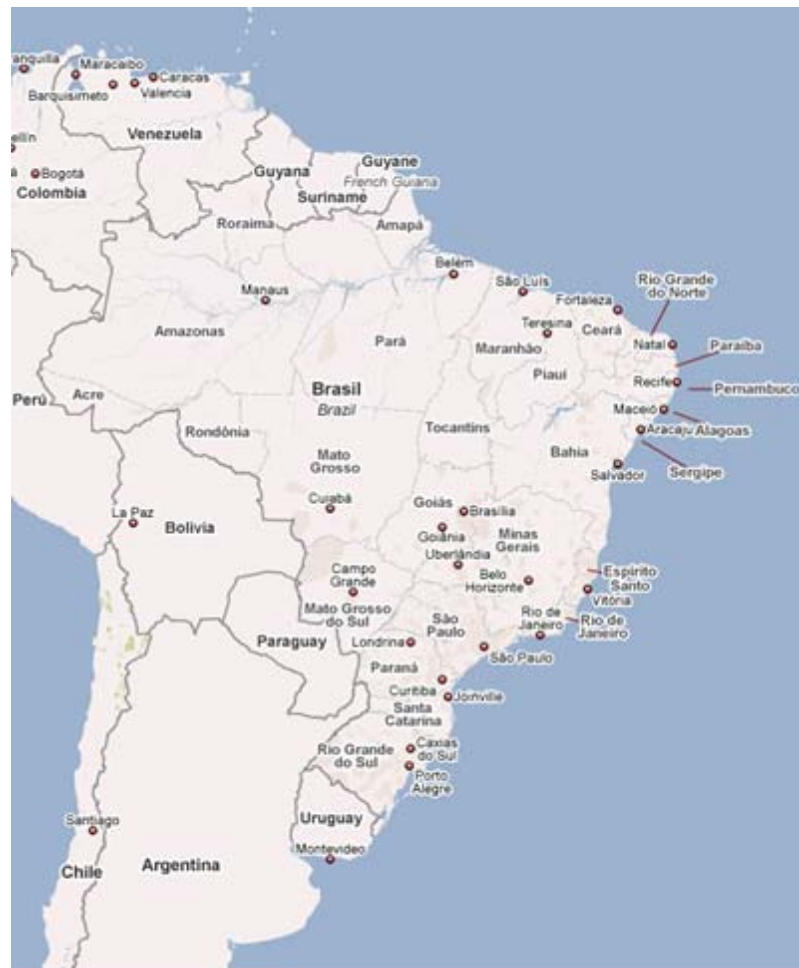 Maracaibo
Caracas
Barquisimeto
Valencia
Venezuela
Bogotá
Colombia
Guyana
Guyane
French Guiana
Suriname
Roraima
Amapá
Belém
São Luís
Manaus
Fortaleza
Rio Grande
do Norte
Teresina
Ceará
Natal
Amazonas
Pará
Maranhão
Paraíba
Piauí
Recife
Pernambuco
Brasil
Brazil
Perú
Acre
Maceió
Rondônia
Tocantins
Aracaju
Alagoas
Mato
Grosso
Bahia
Salvador
Sergipe
Cuiabá
Goiás
Brasília
La Paz
Bolivia
Goiânia
Minas
Gerais
Uberlândia
Campo
Grande
Belo
Horizonte
Espírito
Santo
Vitória
Mato Grosso
do Sul
São
Paulo
Rio de
Janeiro
Rio de
Janeiro
Paraguay
Londrina
São Paulo
Paraná
Curitiba
Joinville
Santa
Catarina
Rio Grande
do Sul
Caxias
do Sul
Porto
Alegre
Uruguay
Santiago
Montevideo
Chile
Argentina